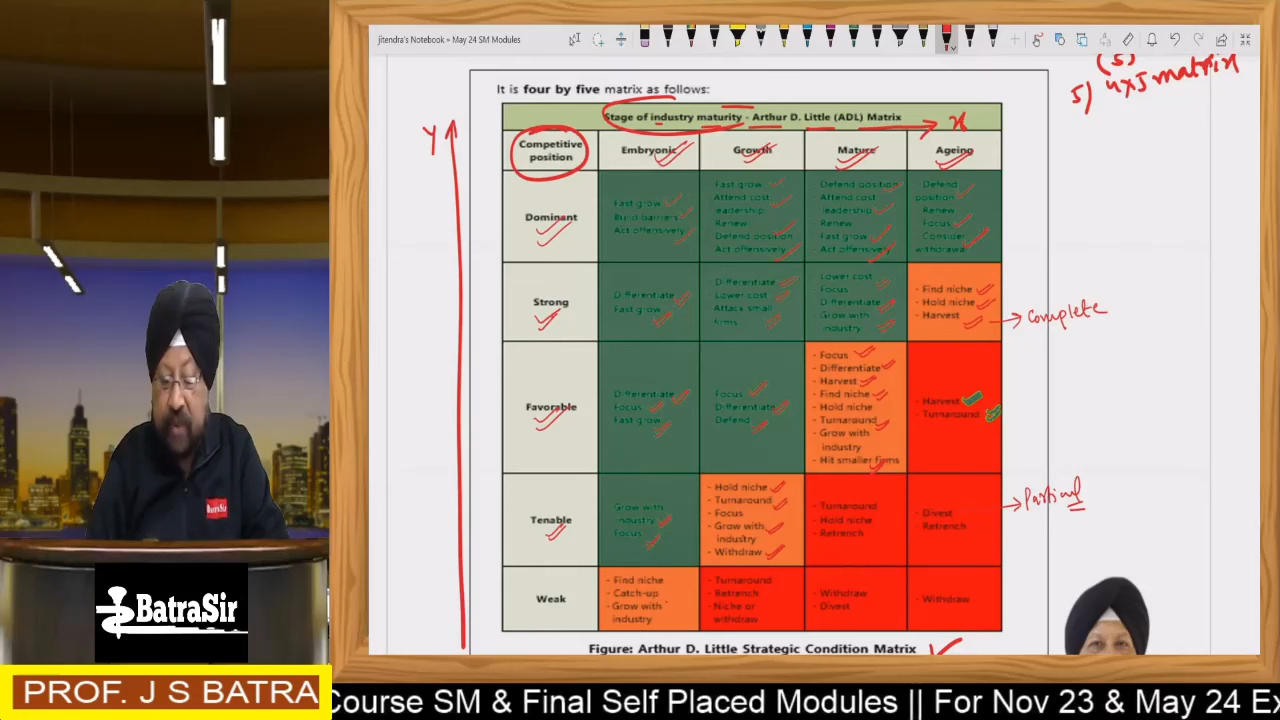 jitendra's Notebook » May 24 SM Modules
(5)
5) 4x5 matrix
It is four by five matrix as follows:
Stage of industry maturity - Arthur D. Little (ADL) Matrix
x
Y
Competitive position
Embryonic
Growth
Mature
Ageing
Dominant
Fast grow
Build barriers
Act offensively
Fast grow
Attend cost
leadership
Renew
Defend position
Act offensively
Defend position
Attend cost
leadership
Renew
Fast grow
Act offensively
Defend
position
Renew
Focus
Consider
withdrawal
Strong
Differentiate
Fast grow
Differentiate
Lower cost
Attack small
firms
Lower cost
Focus
Differentiate
Grow with
industry
- Find niche
- Hold niche
- Harvest
Complete
Favorable
Differentiate
Focus
Fast grow
Focus
Differentiate
Defend
- Focus
- Differentiate
- Harvest
- Find niche
- Hold niche
- Turnaround
- Grow with
industry
- Hit smaller firms
- Harvest
- Turnaround
Tenable
Grow with
industry
Focus
- Hold niche
- Turnaround
- Focus
- Grow with
industry
- Withdraw
- Turnaround
- Hold niche
- Retrench
- Divest
- Retrench
Partial
Weak
- Find niche
- Catch-up
- Grow with
industry
- Turnaround
- Retrench
- Niche or
withdraw
- Withdraw
- Divest
- Withdraw
Figure: Arthur D. Little Strategic Condition Matrix
BatraSir
BatraSir
PROF. J S BATRA
Course SM & Final Self Placed Modules || For Nov 23 & May 24 Ex